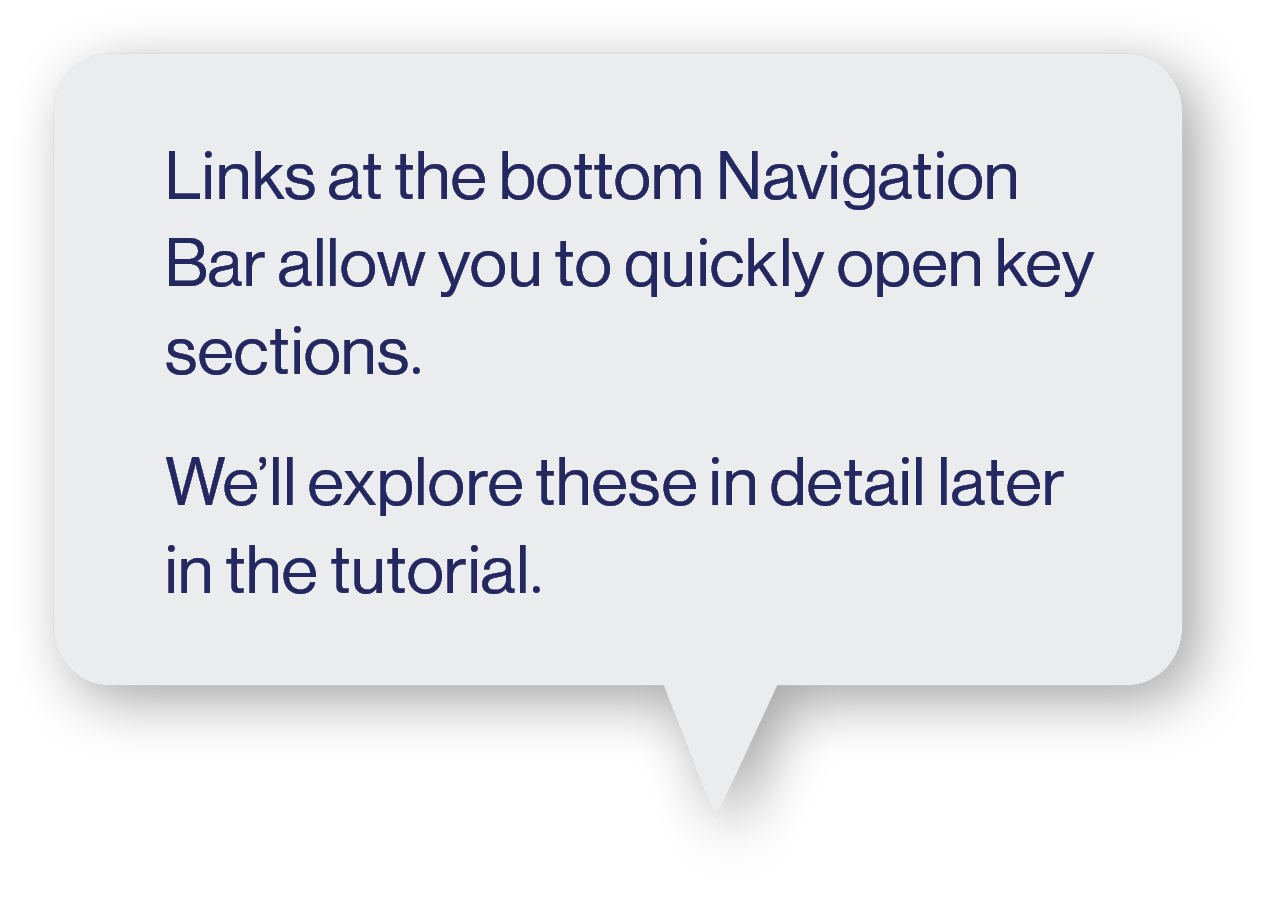 Links at the bottom Navigation
Bar allow you to quickly open key
sections.
We’ll explore these in detail later
in the tutorial.